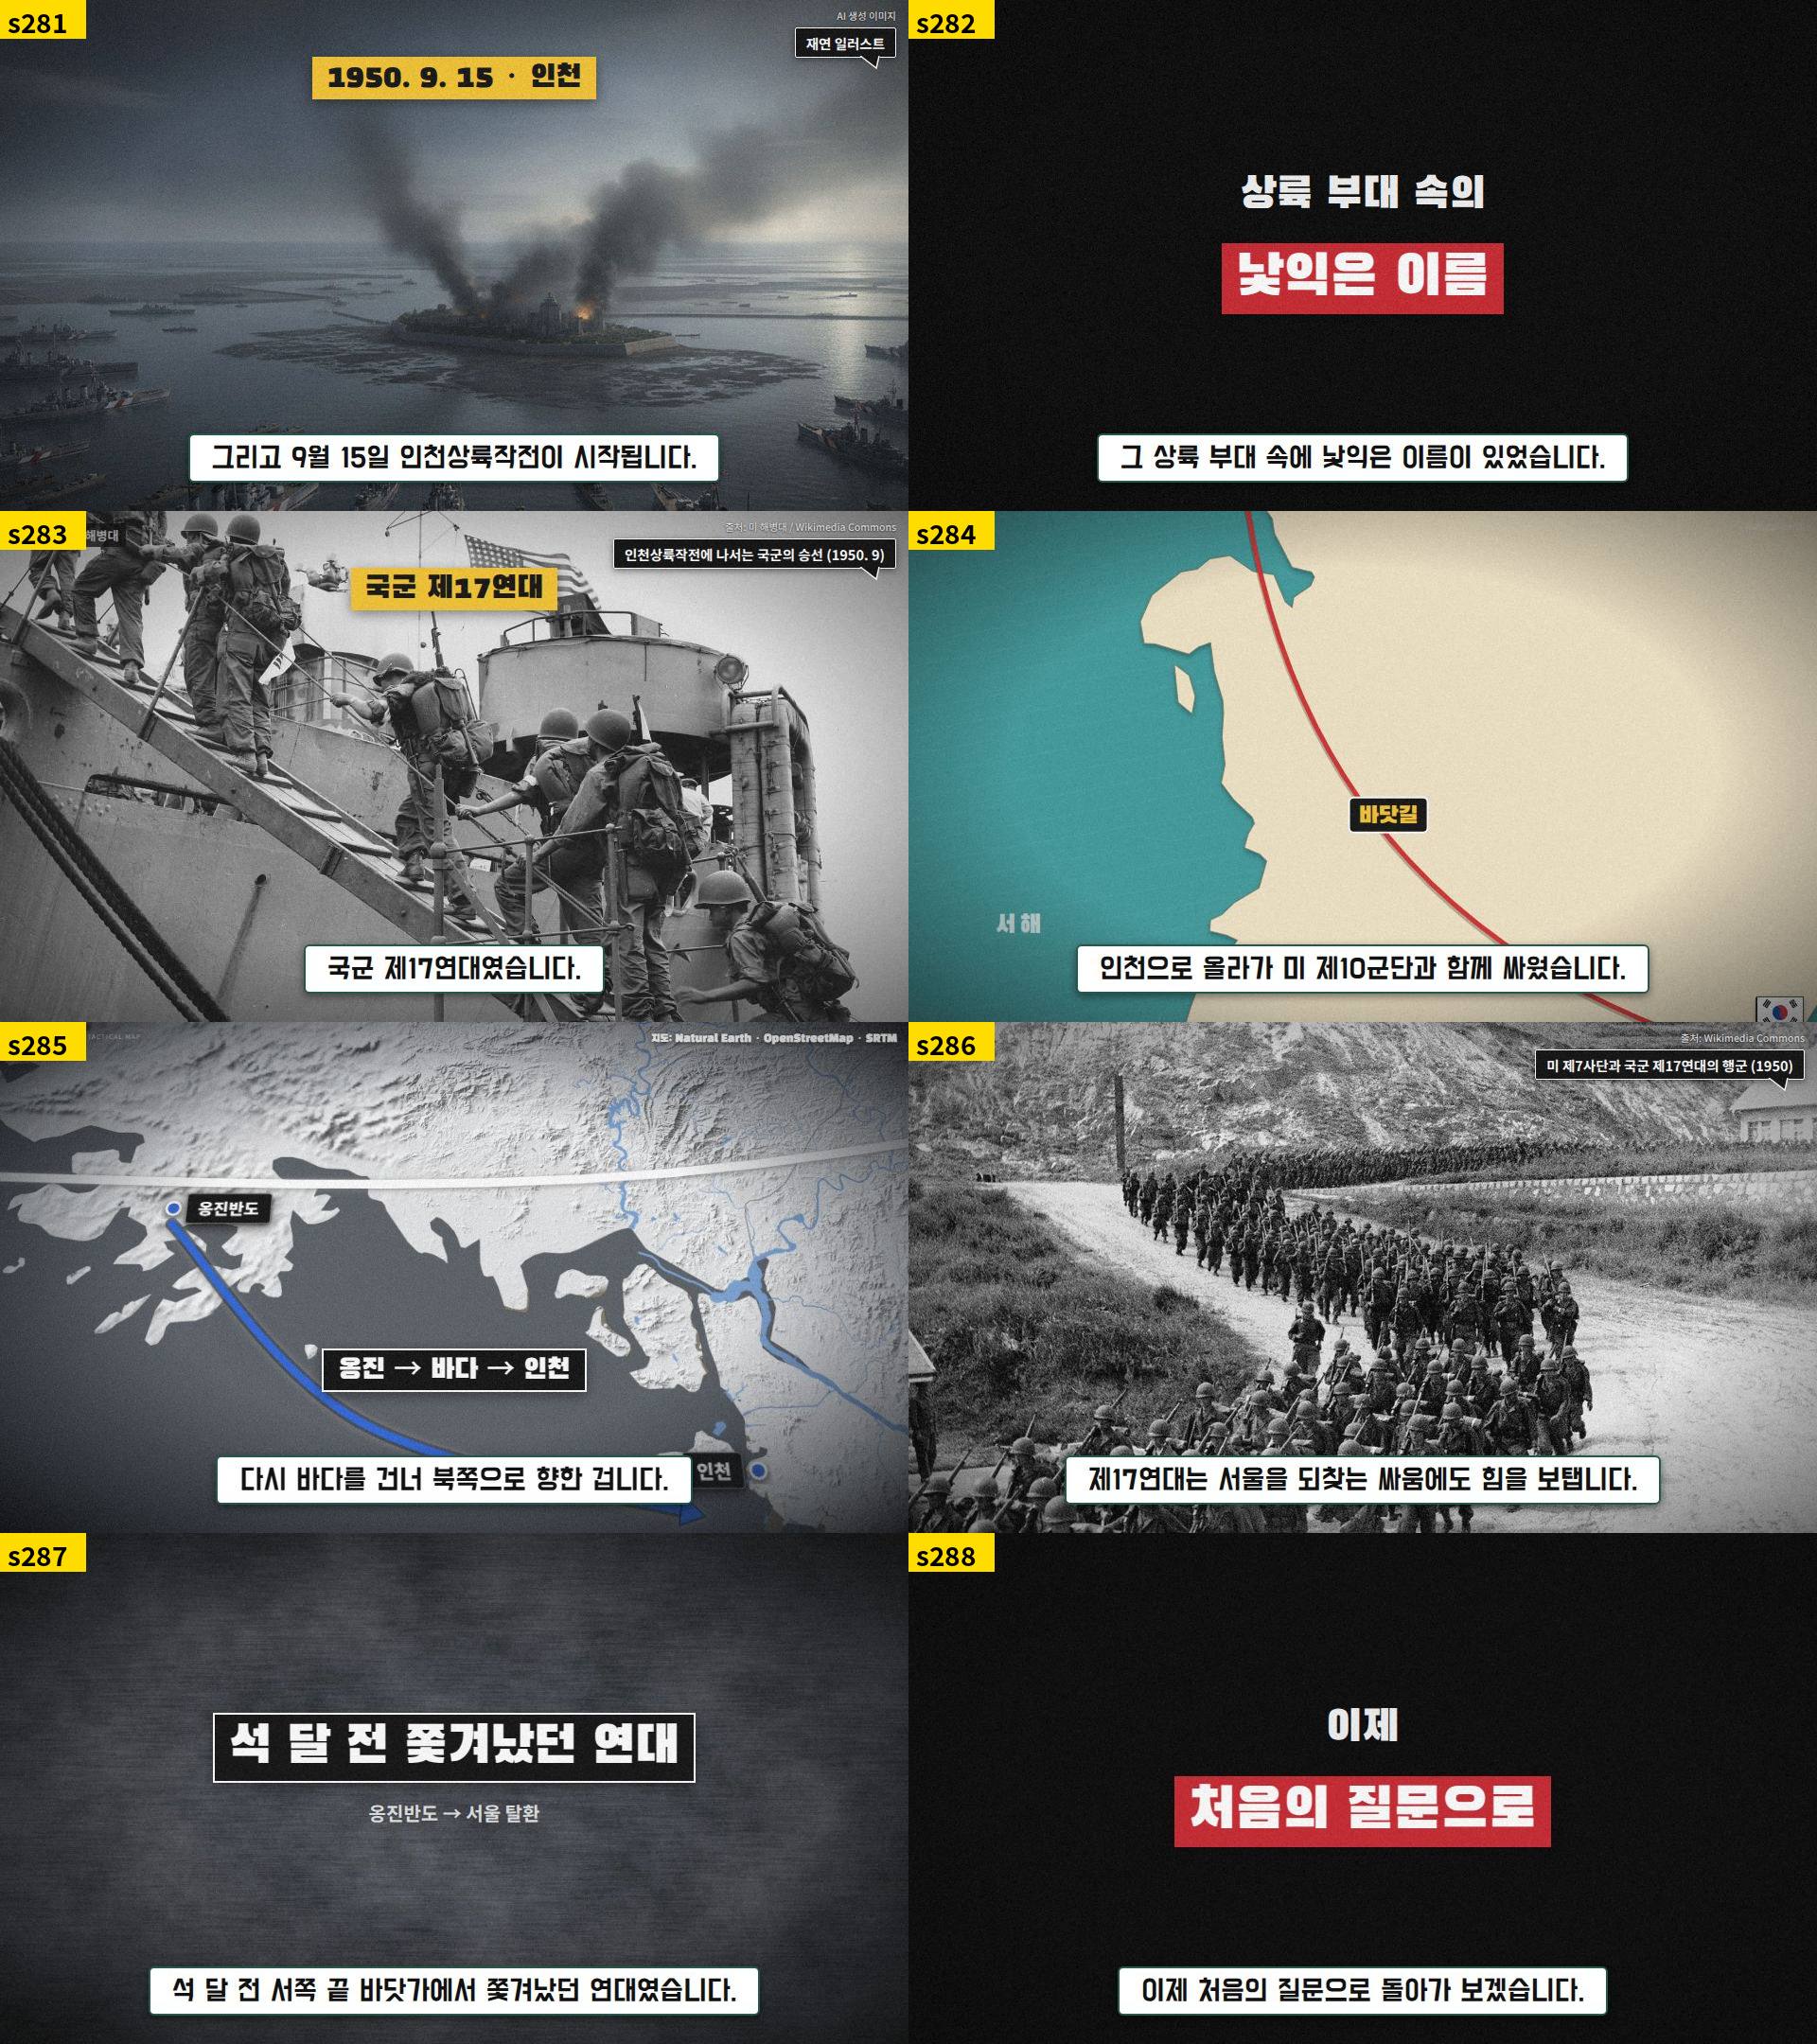 s281
AI 생성 이미지
재연 일러스트
1950. 9. 15 · 인천
그리고 9월 15일 인천상륙작전이 시작됩니다.
s282
상륙 부대 속의
낯익은 이름
그 상륙 부대 속에 낯익은 이름이 있었습니다.
s283
해병대
출처: 미 해병대 / Wikimedia Commons
인천상륙작전에 나서는 국군의 승선 (1950. 9)
국군 제17연대
국군 제17연대였습니다.
s284
바닷길
서해
인천으로 올라가 미 제10군단과 함께 싸웠습니다.
s285
TACTICAL MAP
지도: Natural Earth · OpenStreetMap · SRTM
옹진반도
옹진 → 바다 → 인천
인천
다시 바다를 건너 북쪽으로 향한 겁니다.
s286
출처: Wikimedia Commons
미 제7사단과 국군 제17연대의 행군 (1950)
제17연대는 서울을 되찾는 싸움에도 힘을 보탭니다.
s287
석 달 전 쫓겨났던 연대
옹진반도 → 서울 탈환
석 달 전 서쪽 끝 바닷가에서 쫓겨났던 연대였습니다.
s288
이제
처음의 질문으로
이제 처음의 질문으로 돌아가 보겠습니다.